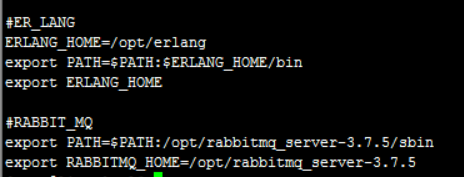 #ER_LANG
ERLANG_HOME=/opt/erlang
export PATH=$PATH:$ERLANG_HOME/bin
export ERLANG_HOME
#RABBIT_MQ
export PATH=$PATH:/opt/rabbitmq_server-3.7.5/sbin
export RABBITMQ_HOME=/opt/rabbitmq_server-3.7.5